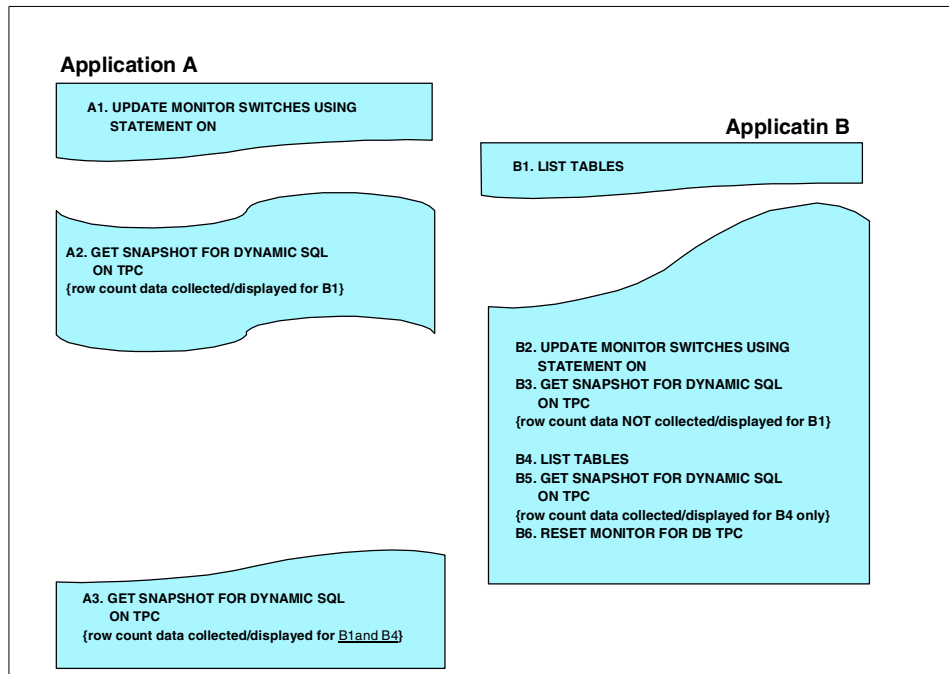 Application A
A1. UPDATE MONITOR SWITCHES USING
STATEMENT ON
Applicatin B
B1. LIST TABLES
A2. GET SNAPSHOT FOR DYNAMIC SQL
ON TPC
{row count data collected/displayed for B1}
B2. UPDATE MONITOR SWITCHES USING
STATEMENT ON
B3. GET SNAPSHOT FOR DYNAMIC SQL
ON TPC
{row count data NOT collected/displayed for B1}
B4. LIST TABLES
B5. GET SNAPSHOT FOR DYNAMIC SQL
ON TPC
{row count data collected/displayed for B4 only}
B6. RESET MONITOR FOR DB TPC
A3. GET SNAPSHOT FOR DYNAMIC SQL
ON TPC
{row count data collected/displayed for B1and B4}